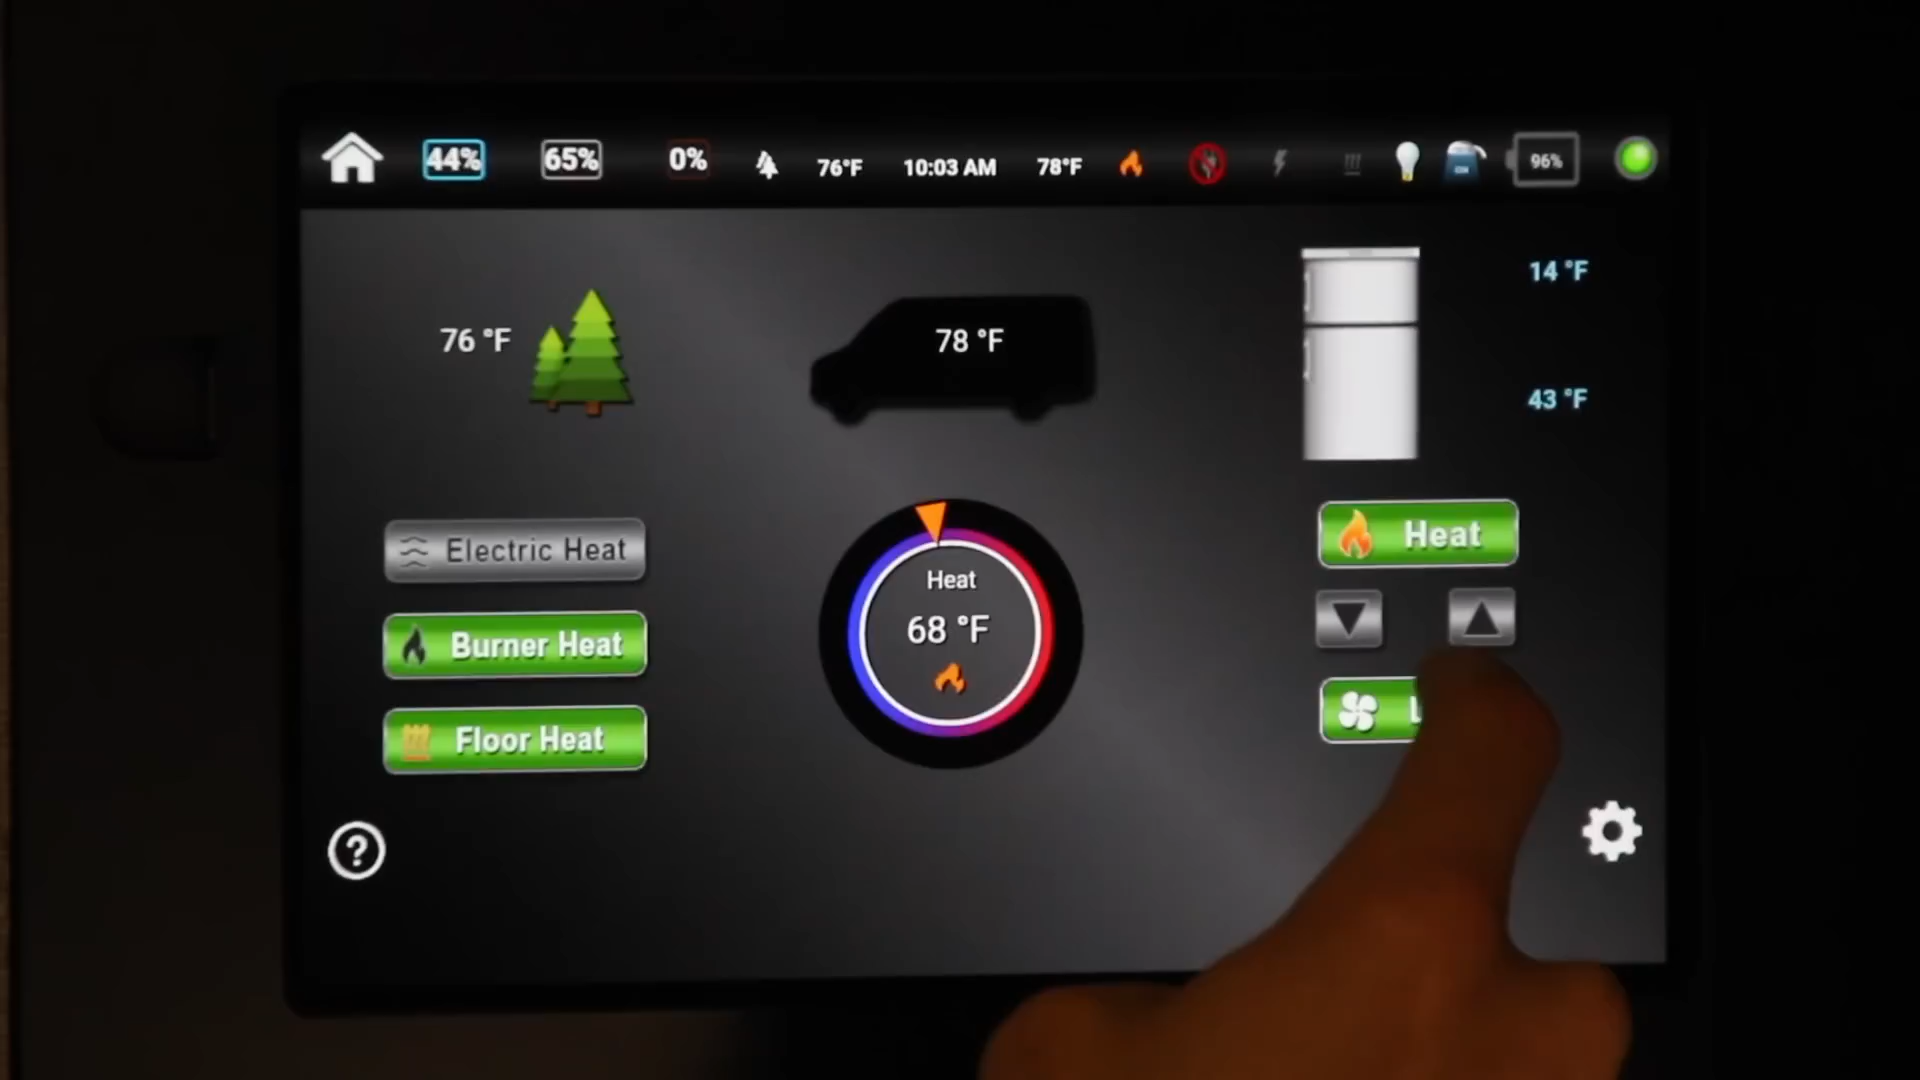 44% 65% 0% 76°F 10:03 AM 78°F 96%
76 °F
78 °F
14 °F
43 °F
Electric Heat
Burner Heat
Floor Heat
Heat
68 °F
Heat
?